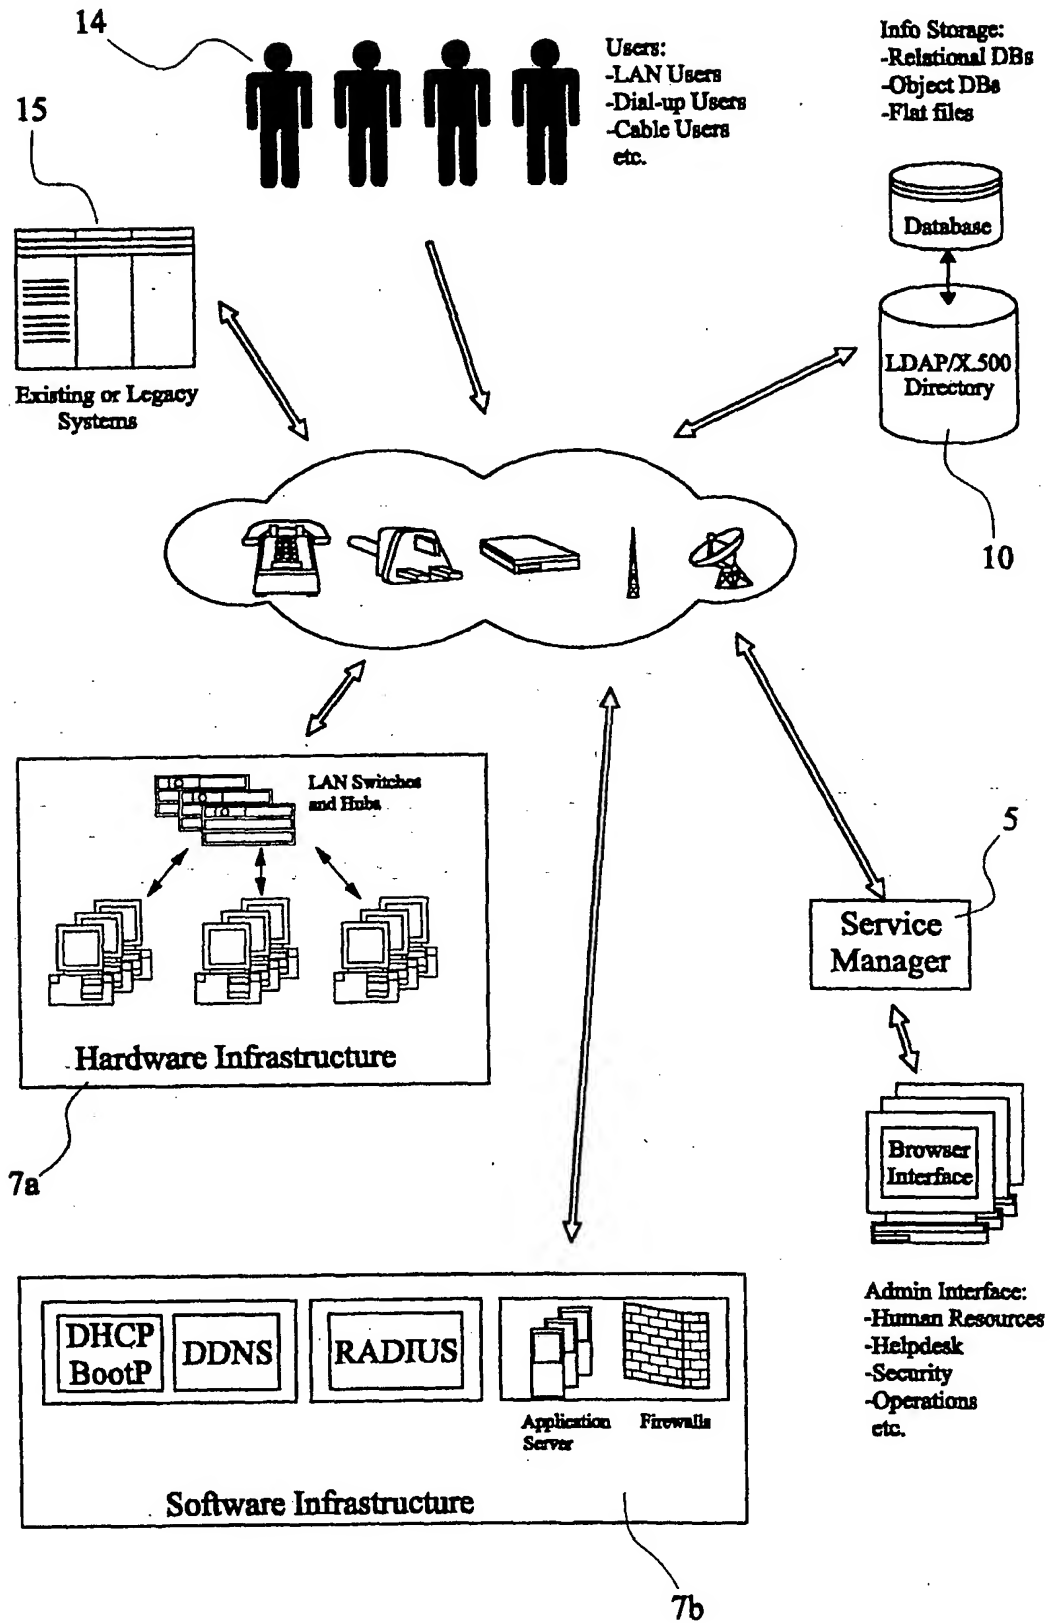 14
Users:
-LAN Users
-Dial-up Users
-Cable Users
etc.
Info Storage:
-Relational DBs
-Object DBs
-Flat files
15
Database
LDAP/X.500
Directory
Existing or Legacy
Systems
10
LAN Switches
and Hubs
5
Service
Manager
Hardware Infrastructure
7a
Browser
Interface
Admin Interface:
-Human Resources
-Helpdesk
-Security
-Operations
etc.
DHCP
BootP
DDNS
RADIUS
Application
Server
Firewalls
Software Infrastructure
7b